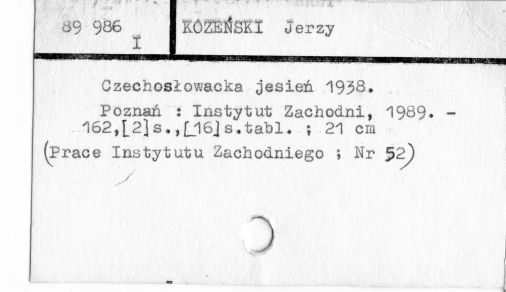 89 986
I
KOZEŃSKI Jerzy
Czechosłowacka jesień 1938.
Poznań : Instytut Zachodni, 1989. -
162,[2]s.,[16]s.tabl. ; 21 cm
(Prace Instytutu Zachodniego ; Nr 52)